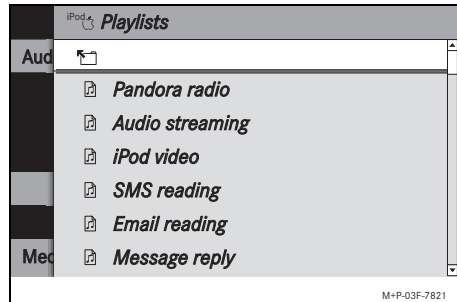 iPod Playlists
Aud
Pandora radio
Audio streaming
iPod video
SMS reading
Email reading
Med Message reply
M+P-03F-7821